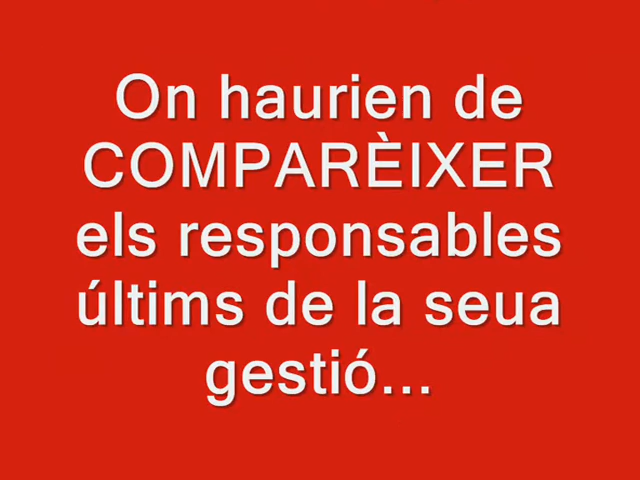 On haurien de
COMPARÈIXER
els responsables
últims de la seua
gestió...